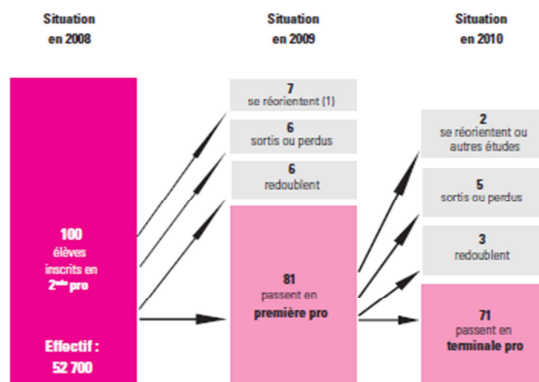 Situation
en 2008
Situation
en 2009
Situation
en 2010
100
élèves
inscrits en
2nde pro
Effectif :
52 700
7
se réorientent (1)
6
sortis ou perdus
6
redoublent
81
passent en
première pro
2
se réorientent ou
autres études
5
sortis ou perdus
3
redoublent
71
passent en
terminale pro